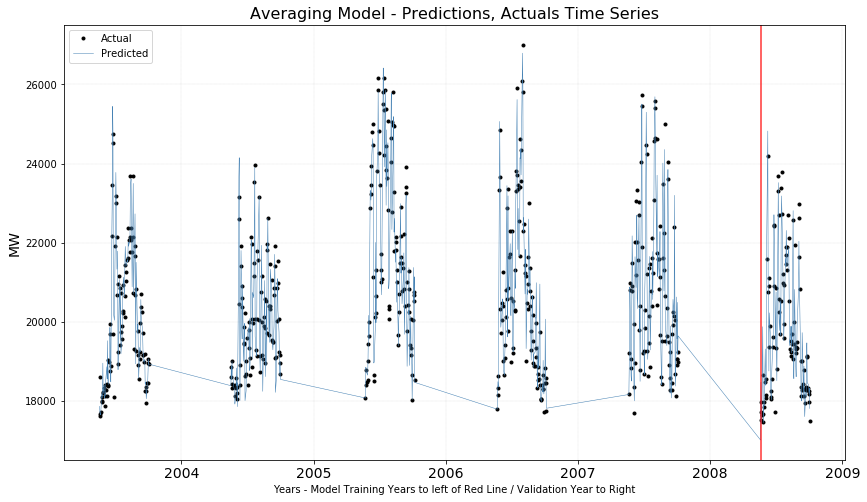 Averaging Model - Predictions, Actuals Time Series
Actual
Predicted
MW
26000
24000
22000
20000
18000
2004
2005
2006
2007
2008
2009
Years - Model Training Years to left of Red Line / Validation Year to Right